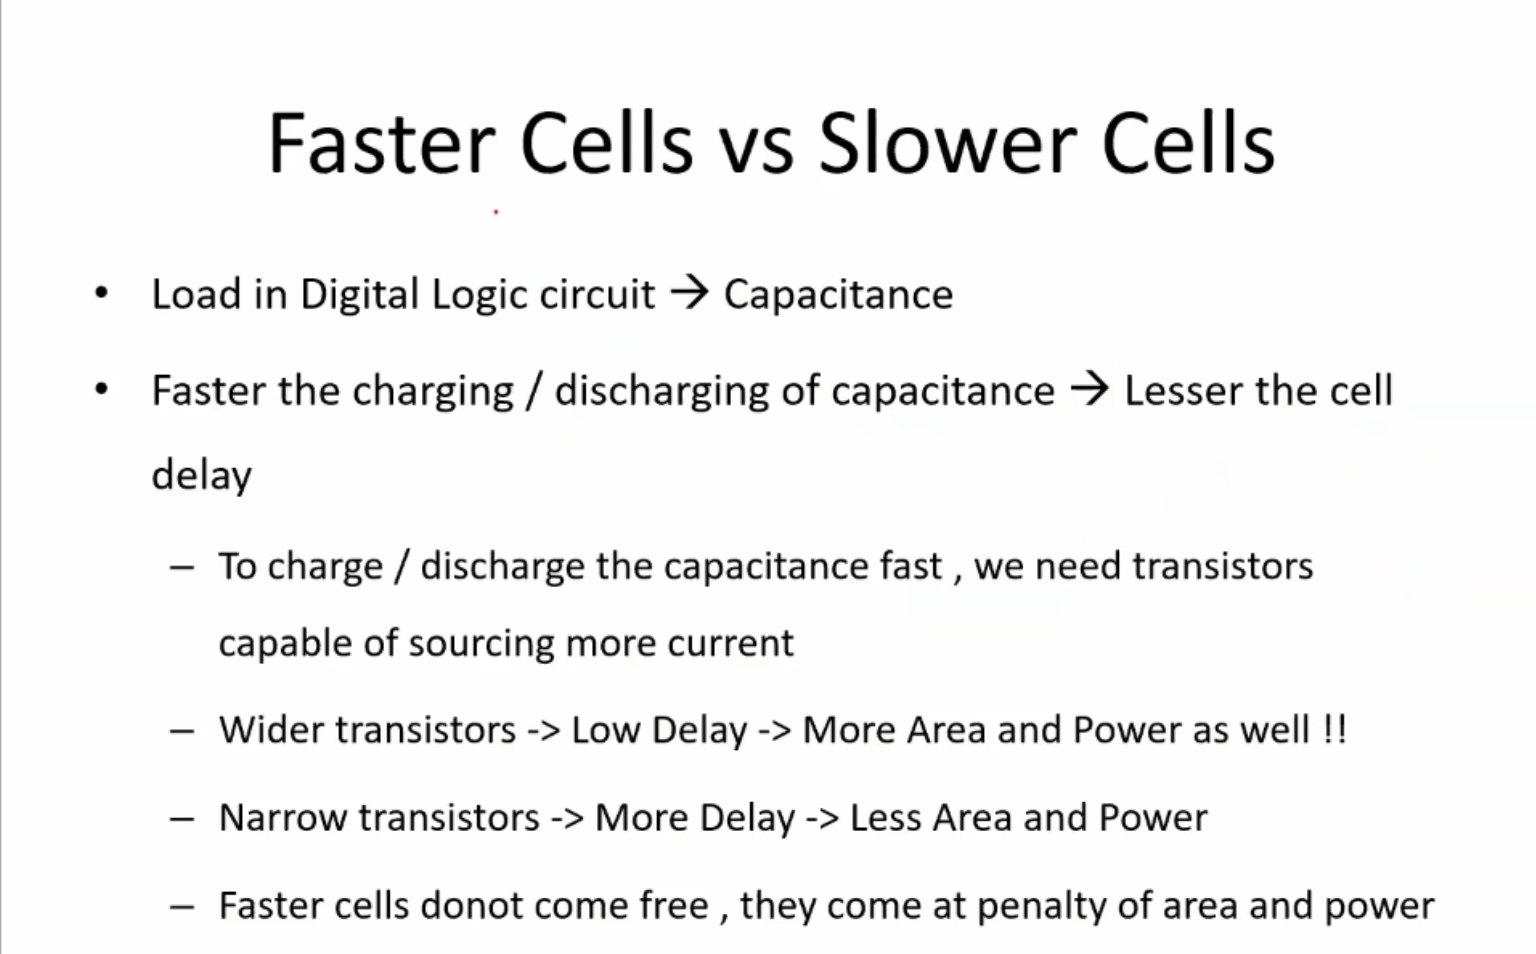 Faster Cells vs Slower Cells
• Load in Digital Logic circuit → Capacitance
• Faster the charging / discharging of capacitance → Lesser the cell
delay
– To charge / discharge the capacitance fast , we need transistors
capable of sourcing more current
– Wider transistors -> Low Delay -> More Area and Power as well !!
– Narrow transistors -> More Delay -> Less Area and Power
– Faster cells donot come free , they come at penalty of area and power